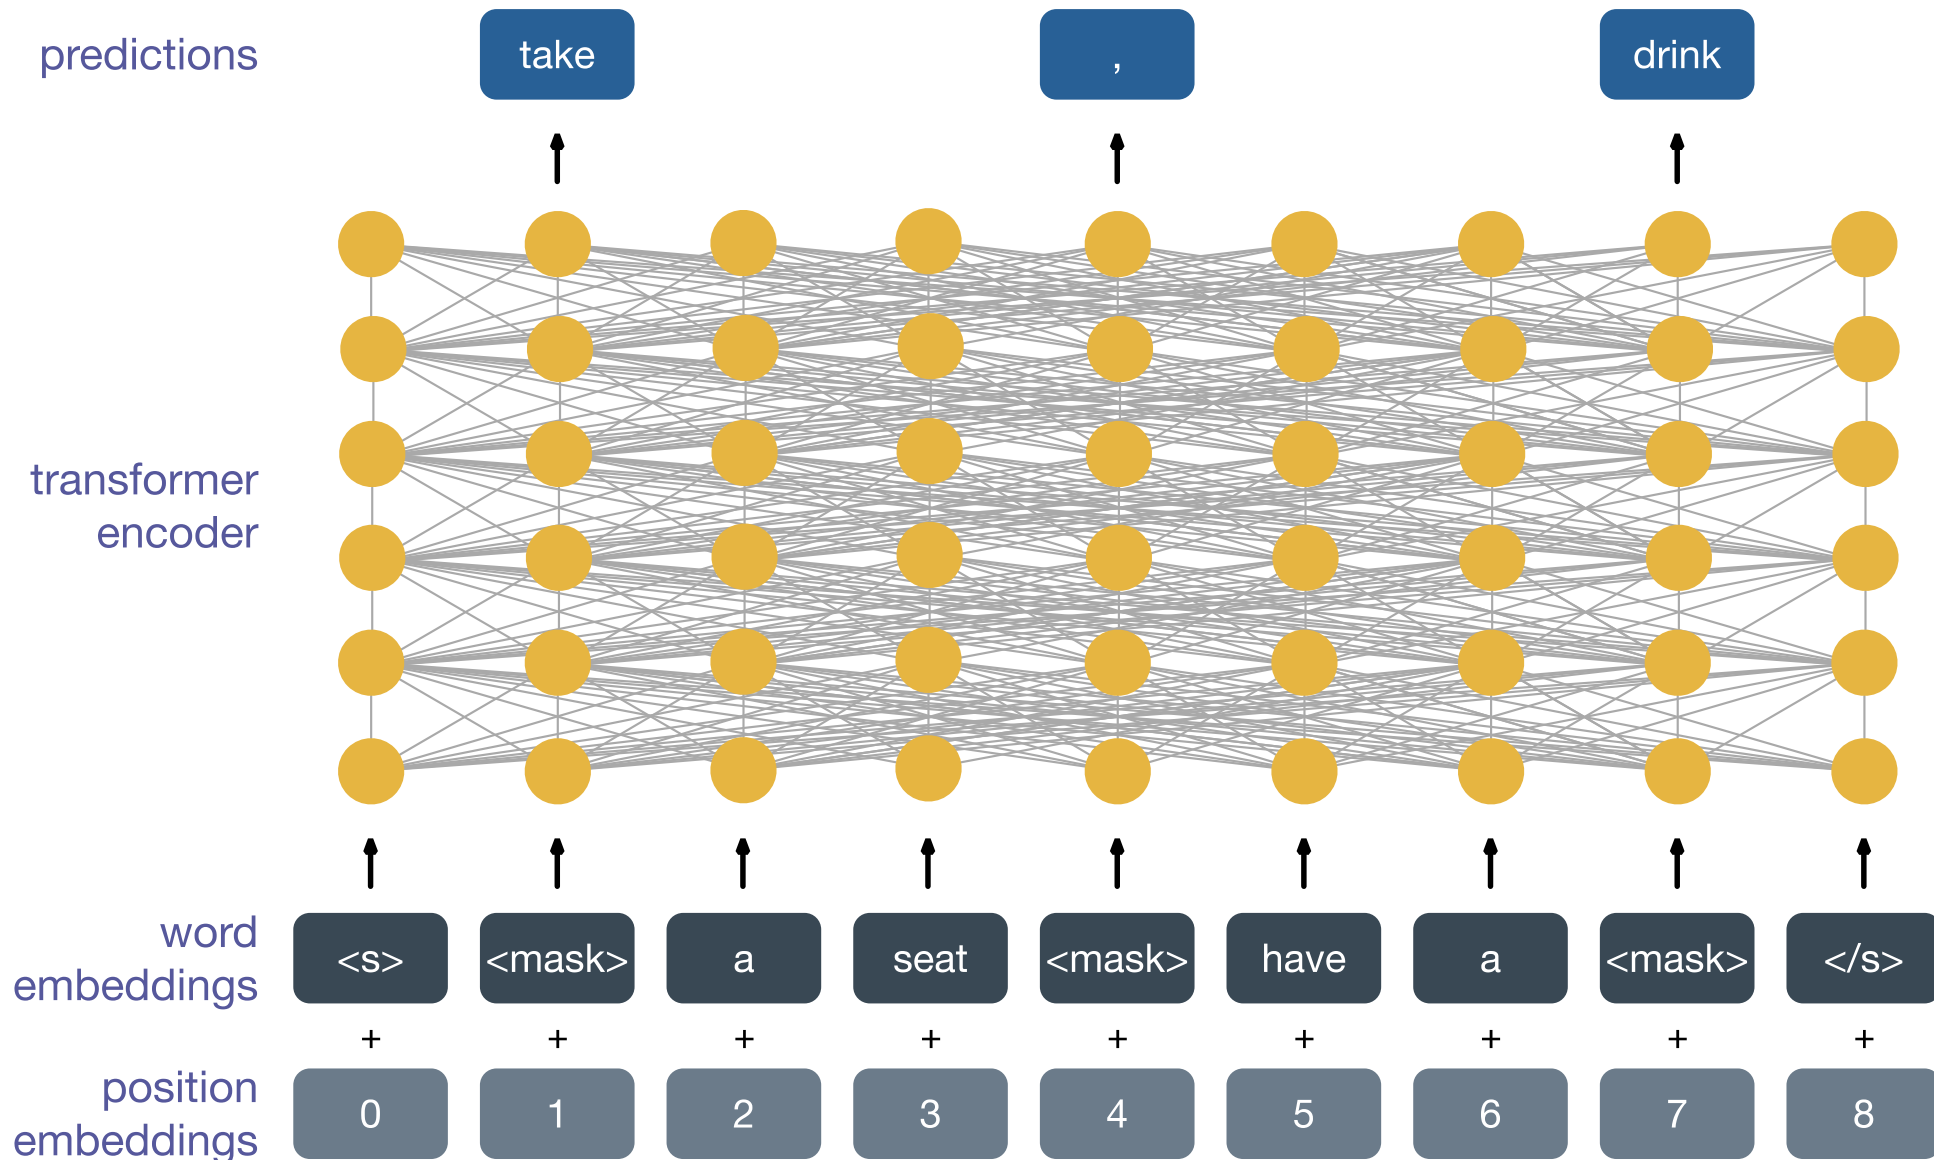 predictions take , drink
transformer
encoder
word
embeddings <s> <mask> a seat <mask> have a <mask> </s>
+ + + + + + + + +
position
embeddings 0 1 2 3 4 5 6 7 8